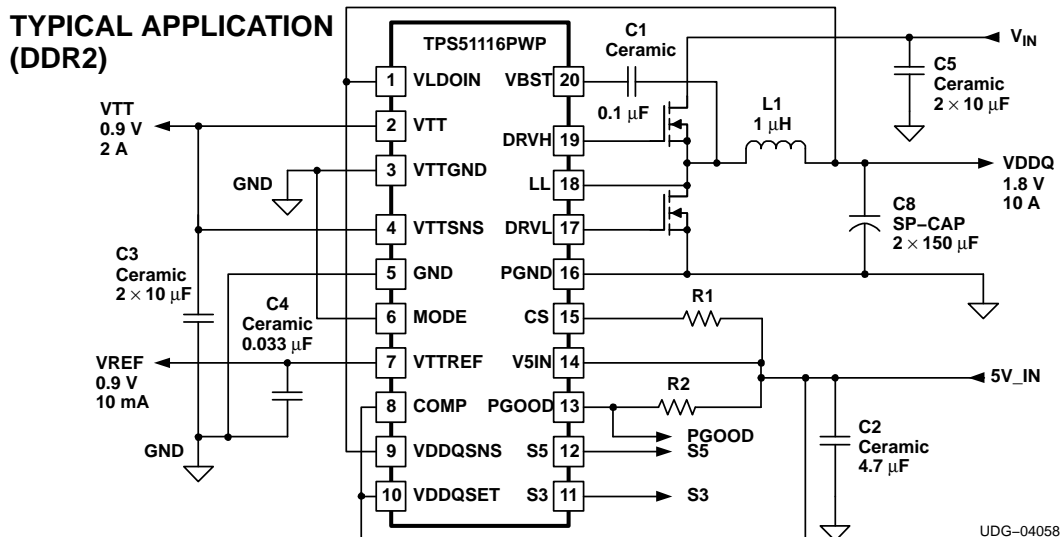 TYPICAL APPLICATION
(DDR2)
TPS51116PWP
C1
Ceramic
0.1 μF
VIN
C5
Ceramic
2 × 10 μF
1 VLDOIN
VBST 20
L1
1 μH
VTT
0.9 V
2 A
2 VTT
DRVH 19
GND
3 VTTGND
LL 18
VDDQ
1.8 V
10 A
4 VTTSNS
DRVL 17
C8
SP–CAP
2 × 150 μF
C3
Ceramic
2 × 10 μF
5 GND
PGND 16
C4
Ceramic
0.033 μF
6 MODE
CS 15
R1
VREF
0.9 V
10 mA
7 VTTREF
V5IN 14
5V_IN
8 COMP
PGOOD 13
R2
PGOOD
GND
9 VDDQSNS
S5 12
S5
C2
Ceramic
4.7 μF
10 VDDQSET
S3 11
S3
UDG–04058